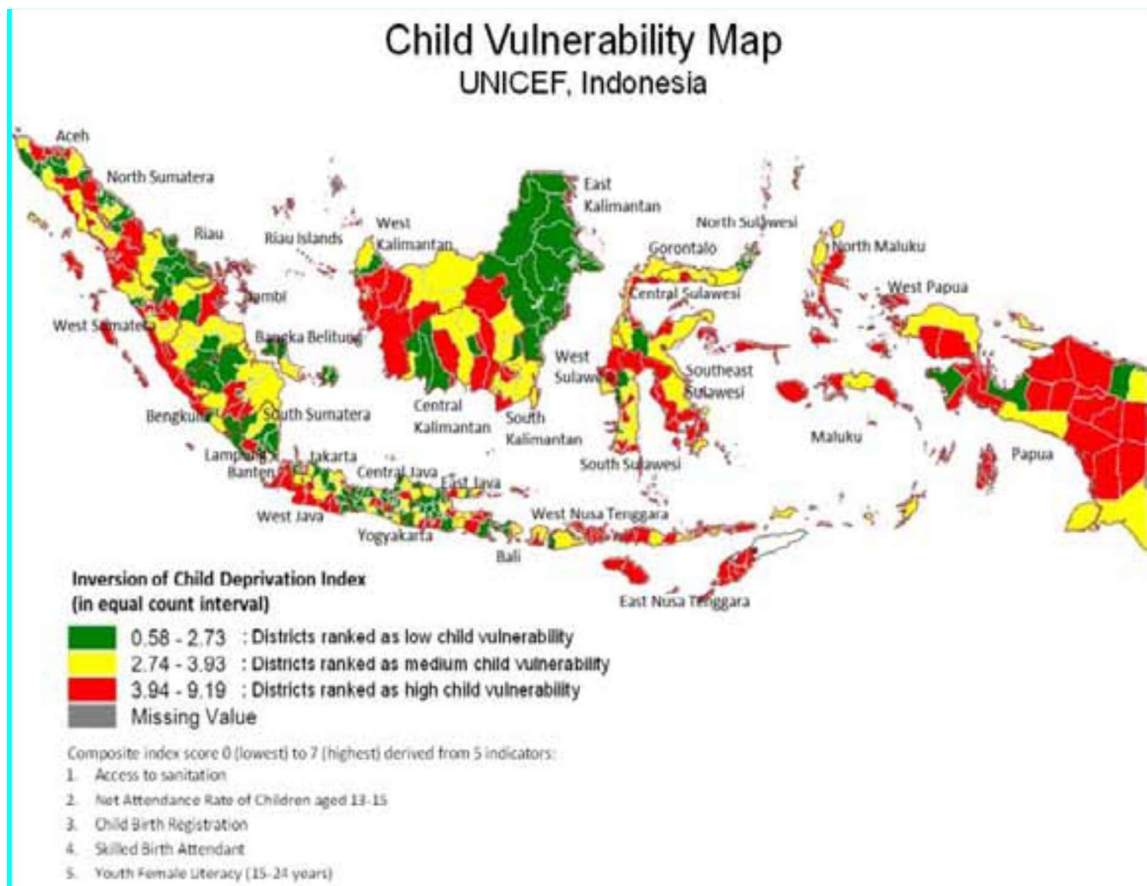 Child Vulnerability Map
UNICEF, Indonesia
Aceh
North Sumatera
Riau
Riau Islands
West
Kalimantan
East
Kalimantan
North Sulawesi
Gorontalo
North Maluku
Central Sulawesi
West Papua
Jambi
West Sumatera
Bangka Belitung
West
Sulawesi
Southeast
Sulawesi
Bengkulu
South Sumatera
Central
Kalimantan
South
Kalimantan
Maluku
Papua
Lampung
Jakarta
Banten
Central Java
East Java
South Sulawesi
West Java
West Nusa Tenggara
Yogyakarta
Bali
East Nusa Tenggara
Inversion of Child Deprivation Index
(in equal count interval)
0.58 - 2.73 : Districts ranked as low child vulnerability
2.74 - 3.93 : Districts ranked as medium child vulnerability
3.94 - 9.19 : Districts ranked as high child vulnerability
Missing Value
Composite index score 0 (lowest) to 7 (highest) derived from 5 indicators:
1. Access to sanitation
2. Net Attendance Rate of Children aged 13-15
3. Child Birth Registration
4. Skilled Birth Attendant
5. Youth Female Literacy (15-24 years)